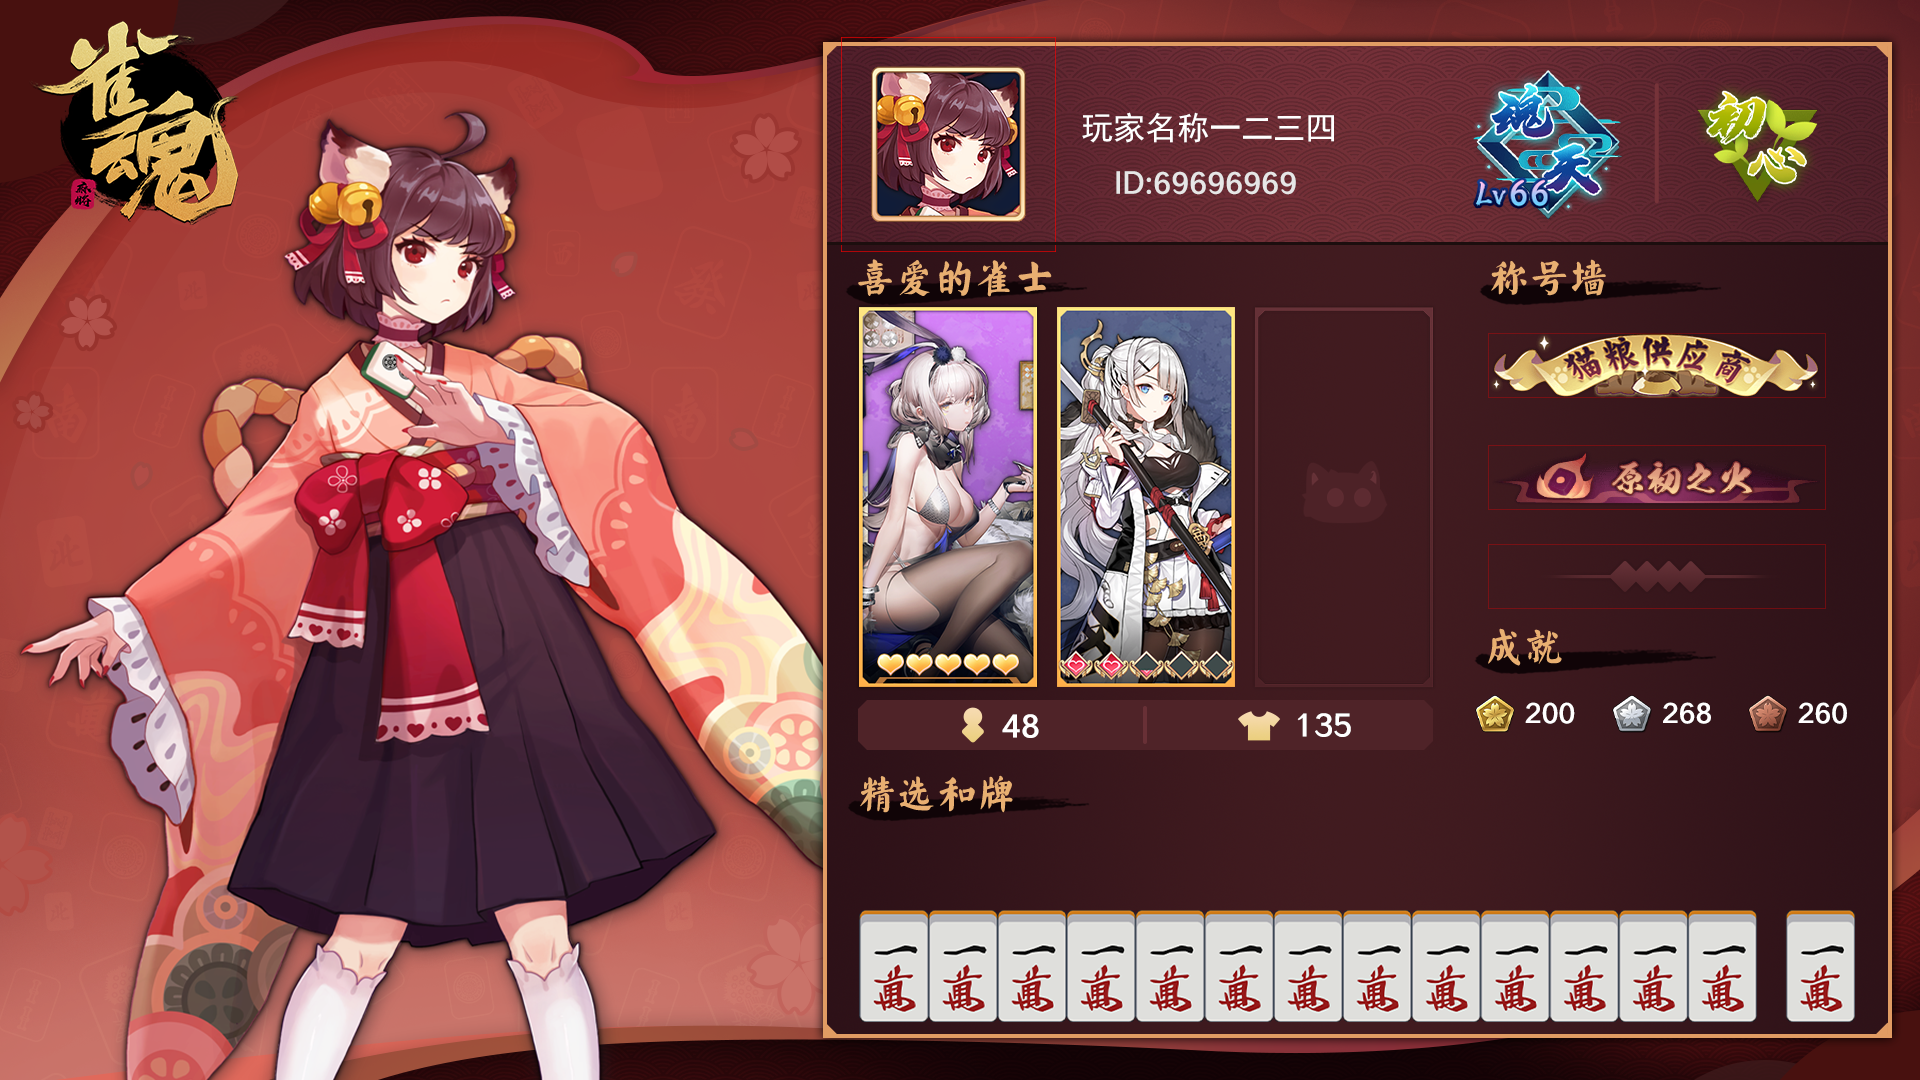 雀魂
麻将
玩家名称一二三四
ID:69696969
魂天
Lv66
初心
喜爱的雀士
称号墙
猫粮供应商
原初之火
成就
200
268
260
48
135
精选和牌
一萬 一萬 一萬 一萬 一萬 一萬 一萬 一萬 一萬 一萬 一萬 一萬 一萬 一萬